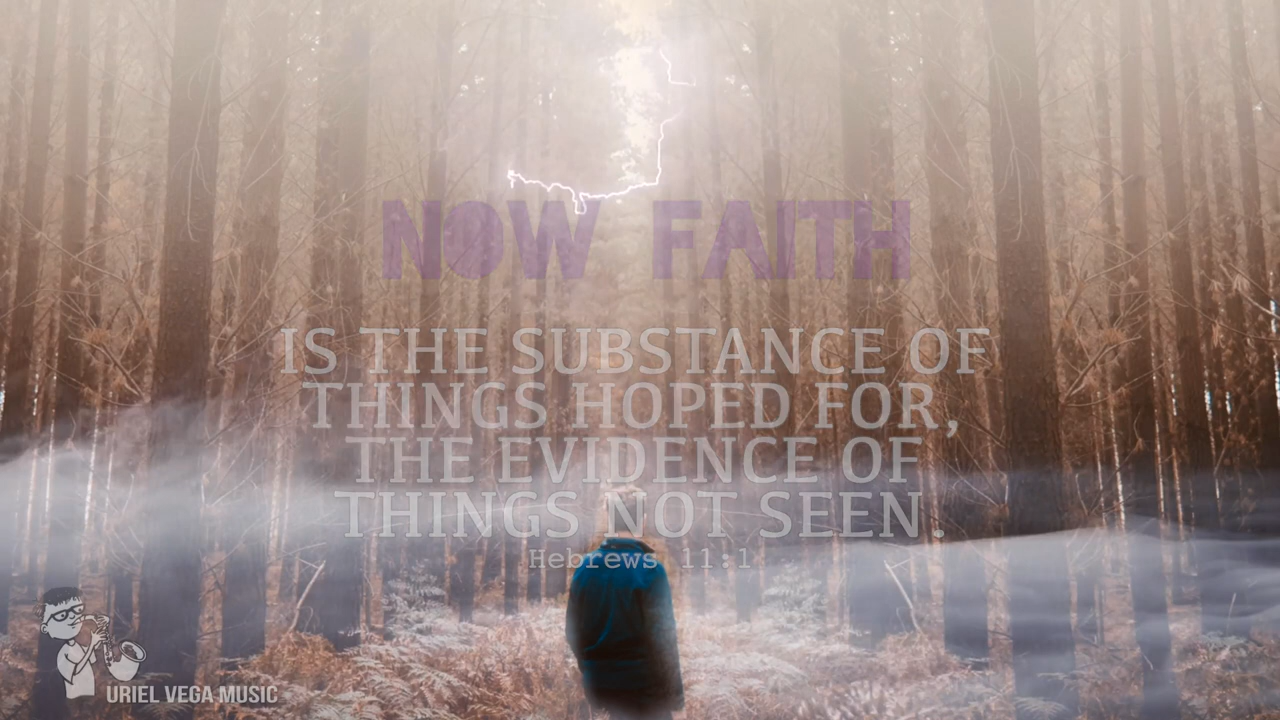 NOW FAITH
IS THE SUBSTANCE OF
THINGS HOPED FOR,
THE EVIDENCE OF
THINGS NOT SEEN.
Hebrews 11:1
URIEL VEGA MUSIC